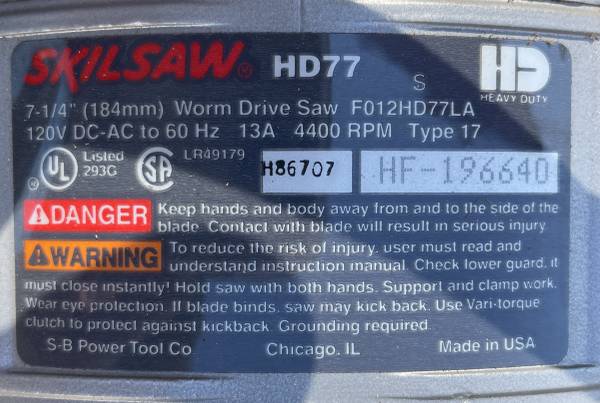 SKILSAW® HD77
S
HD
HEAVY DUTY
7-1/4" (184mm) Worm Drive Saw F012HD77LA
120V DC-AC to 60 Hz 13A 4400 RPM Type 17
UL® Listed 293G SA LR49179 H86707 HF-196640
DANGER Keep hands and body away from and to the side of the
blade. Contact with blade will result in serious injury
WARNING To reduce the risk of injury, user must read and
understand instruction manual. Check lower guard, it
must close instantly! Hold saw with both hands. Support and clamp work.
Wear eye protection. If blade binds, saw may kick back. Use Vari-torque
clutch to protect against kickback. Grounding required.
S-B Power Tool Co Chicago, IL Made in USA